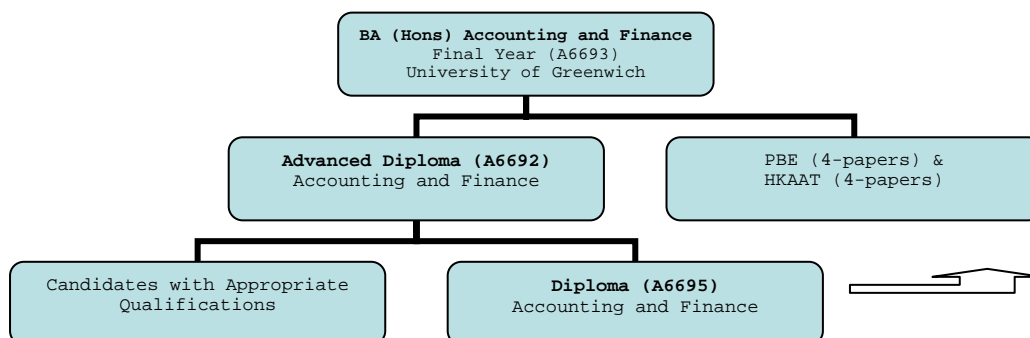 BA (Hons) Accounting and Finance
Final Year (A6693)
University of Greenwich
Advanced Diploma (A6692)
Accounting and Finance
PBE (4-papers) &
HKAAT (4-papers)
Candidates with Appropriate
Qualifications
Diploma (A6695)
Accounting and Finance